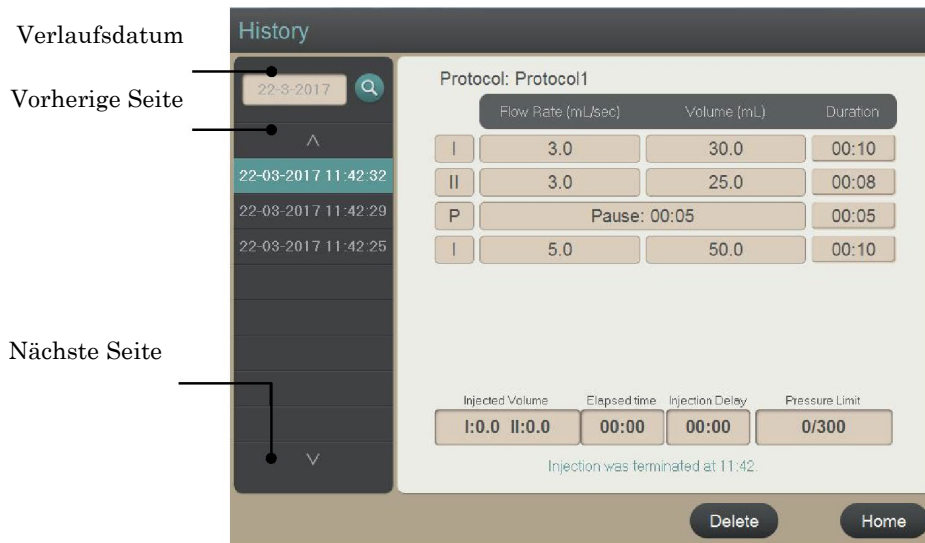 Verlaufsdatum
Vorherige Seite
Nächste Seite
History
22-3-2017
22-03-2017 11:42:32
22-03-2017 11:42:29
22-03-2017 11:42:25
Protocol: Protocol1
Flow Rate (mL/sec) Volume (mL) Duration
I 3.0 30.0 00:10
II 3.0 25.0 00:08
P Pause: 00:05 00:05
I 5.0 50.0 00:10
Injected Volume Elapsed time Injection Delay Pressure Limit
I:0.0 II:0.0 00:00 00:00 0/300
Injection was terminated at 11:42.
Delete Home